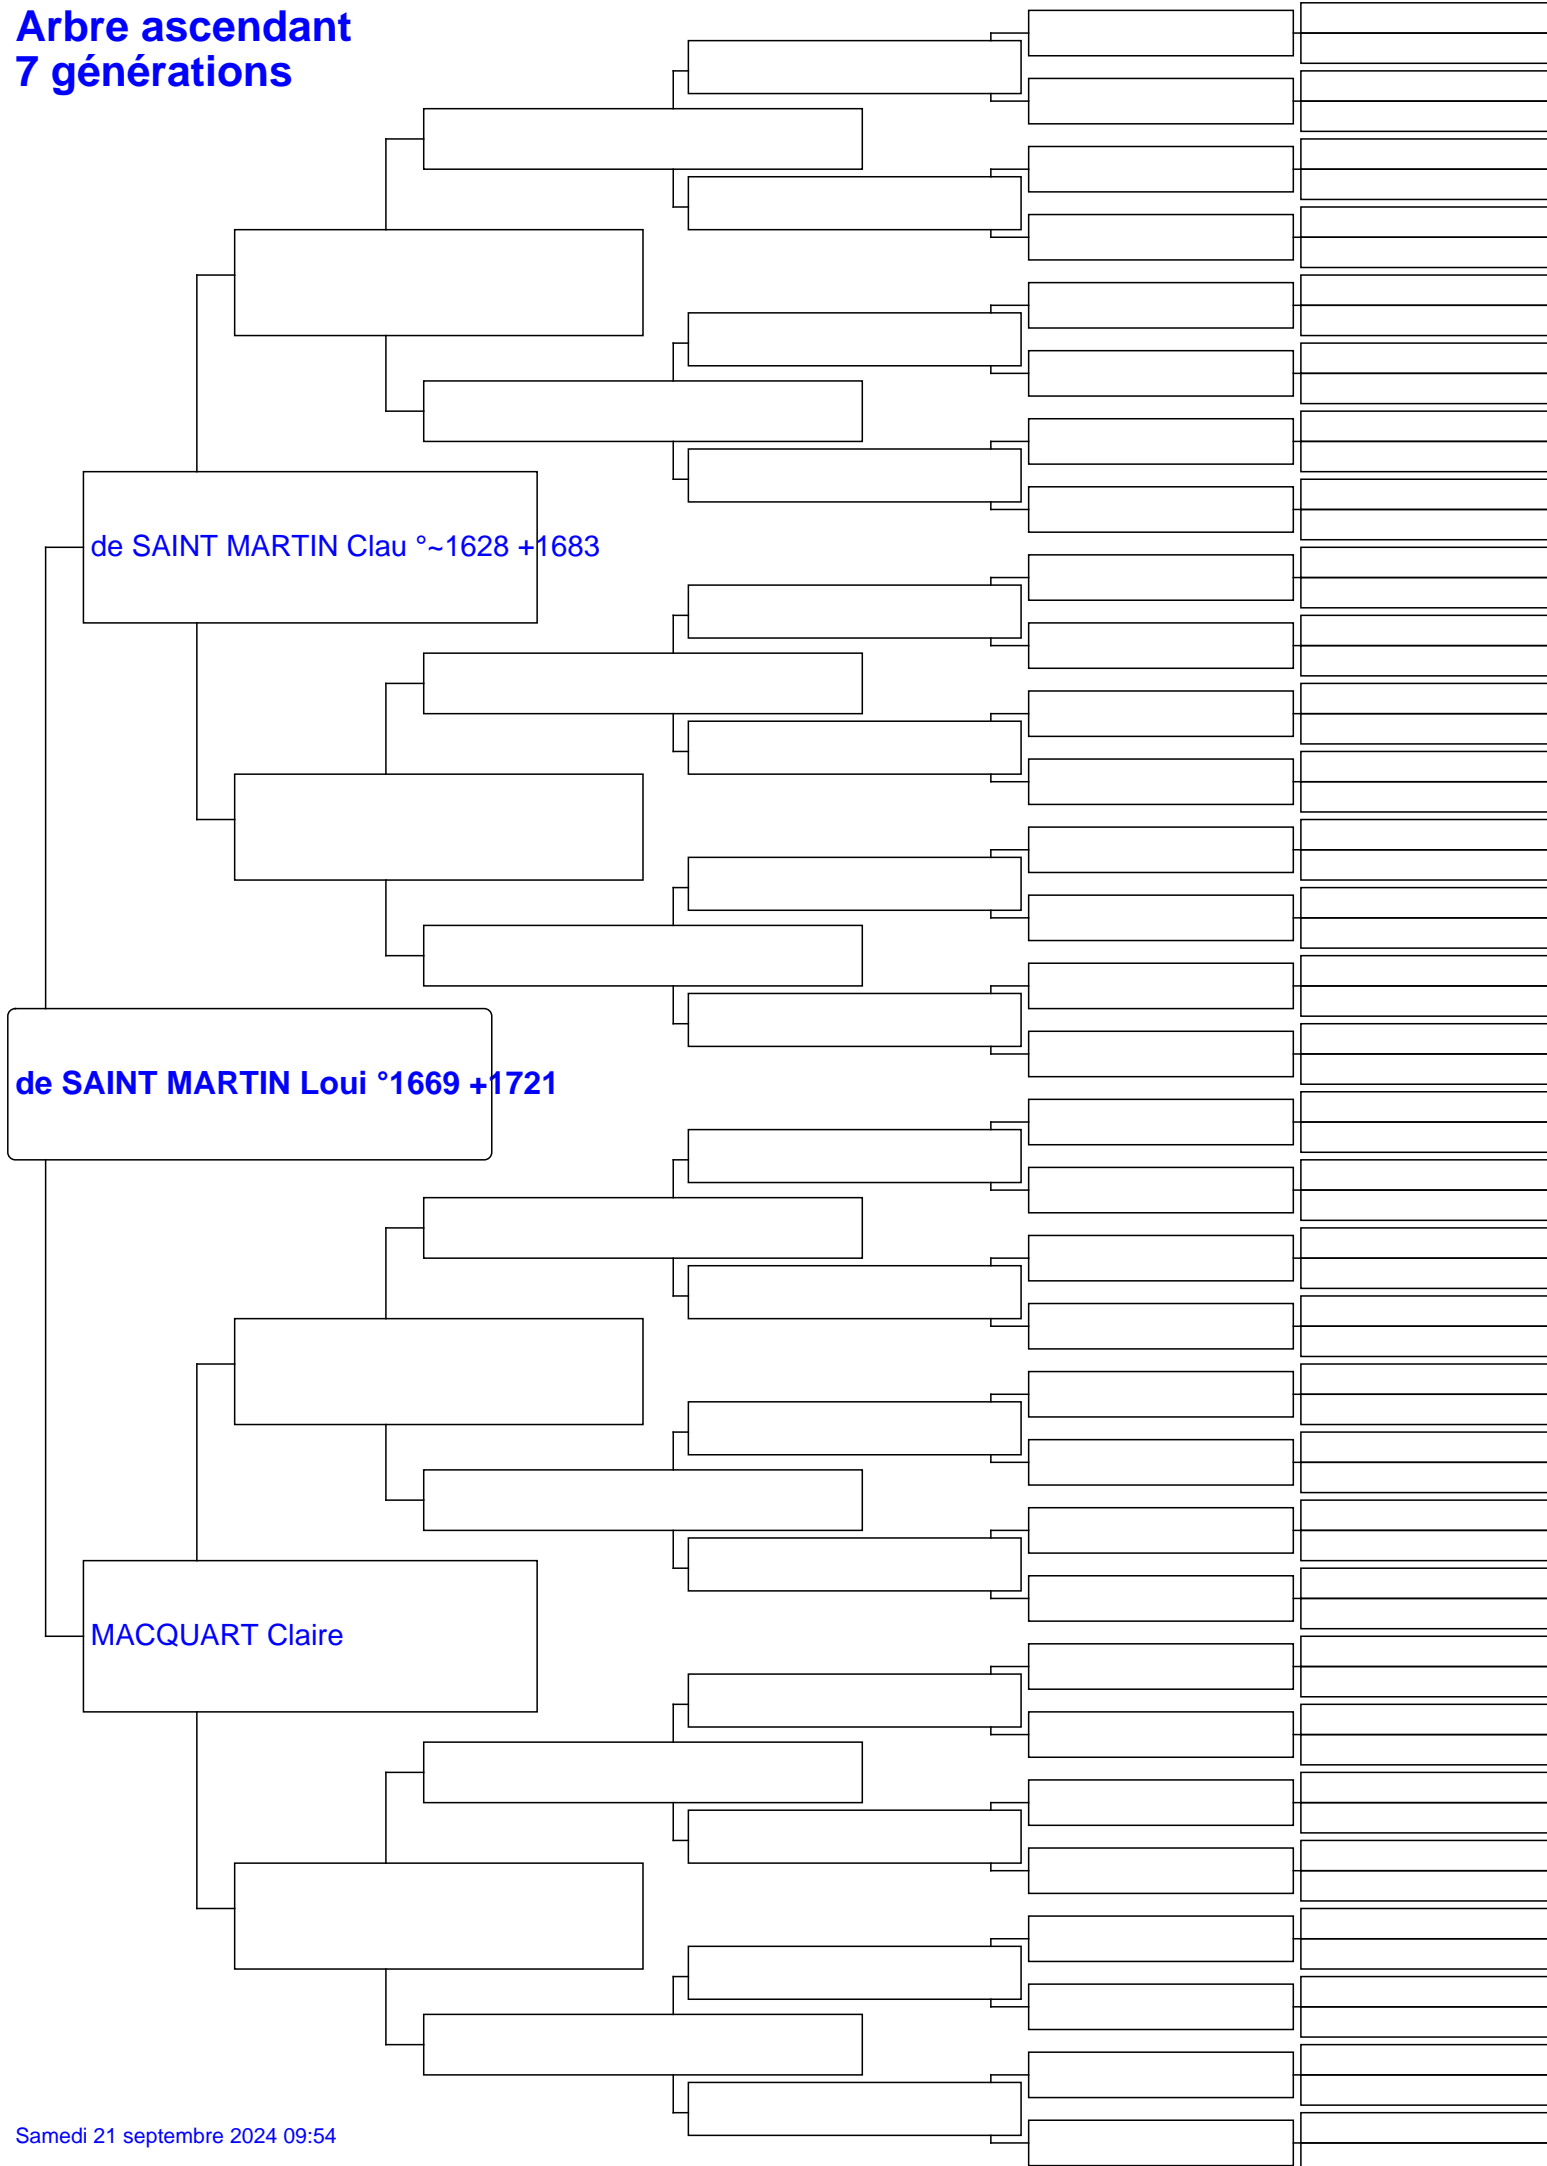 Arbre ascendant
7 générations
de SAINT MARTIN Clau °~1628 +1683
de SAINT MARTIN Loui °1669 +1721
MACQUART Claire
Samedi 21 septembre 2024 09:54